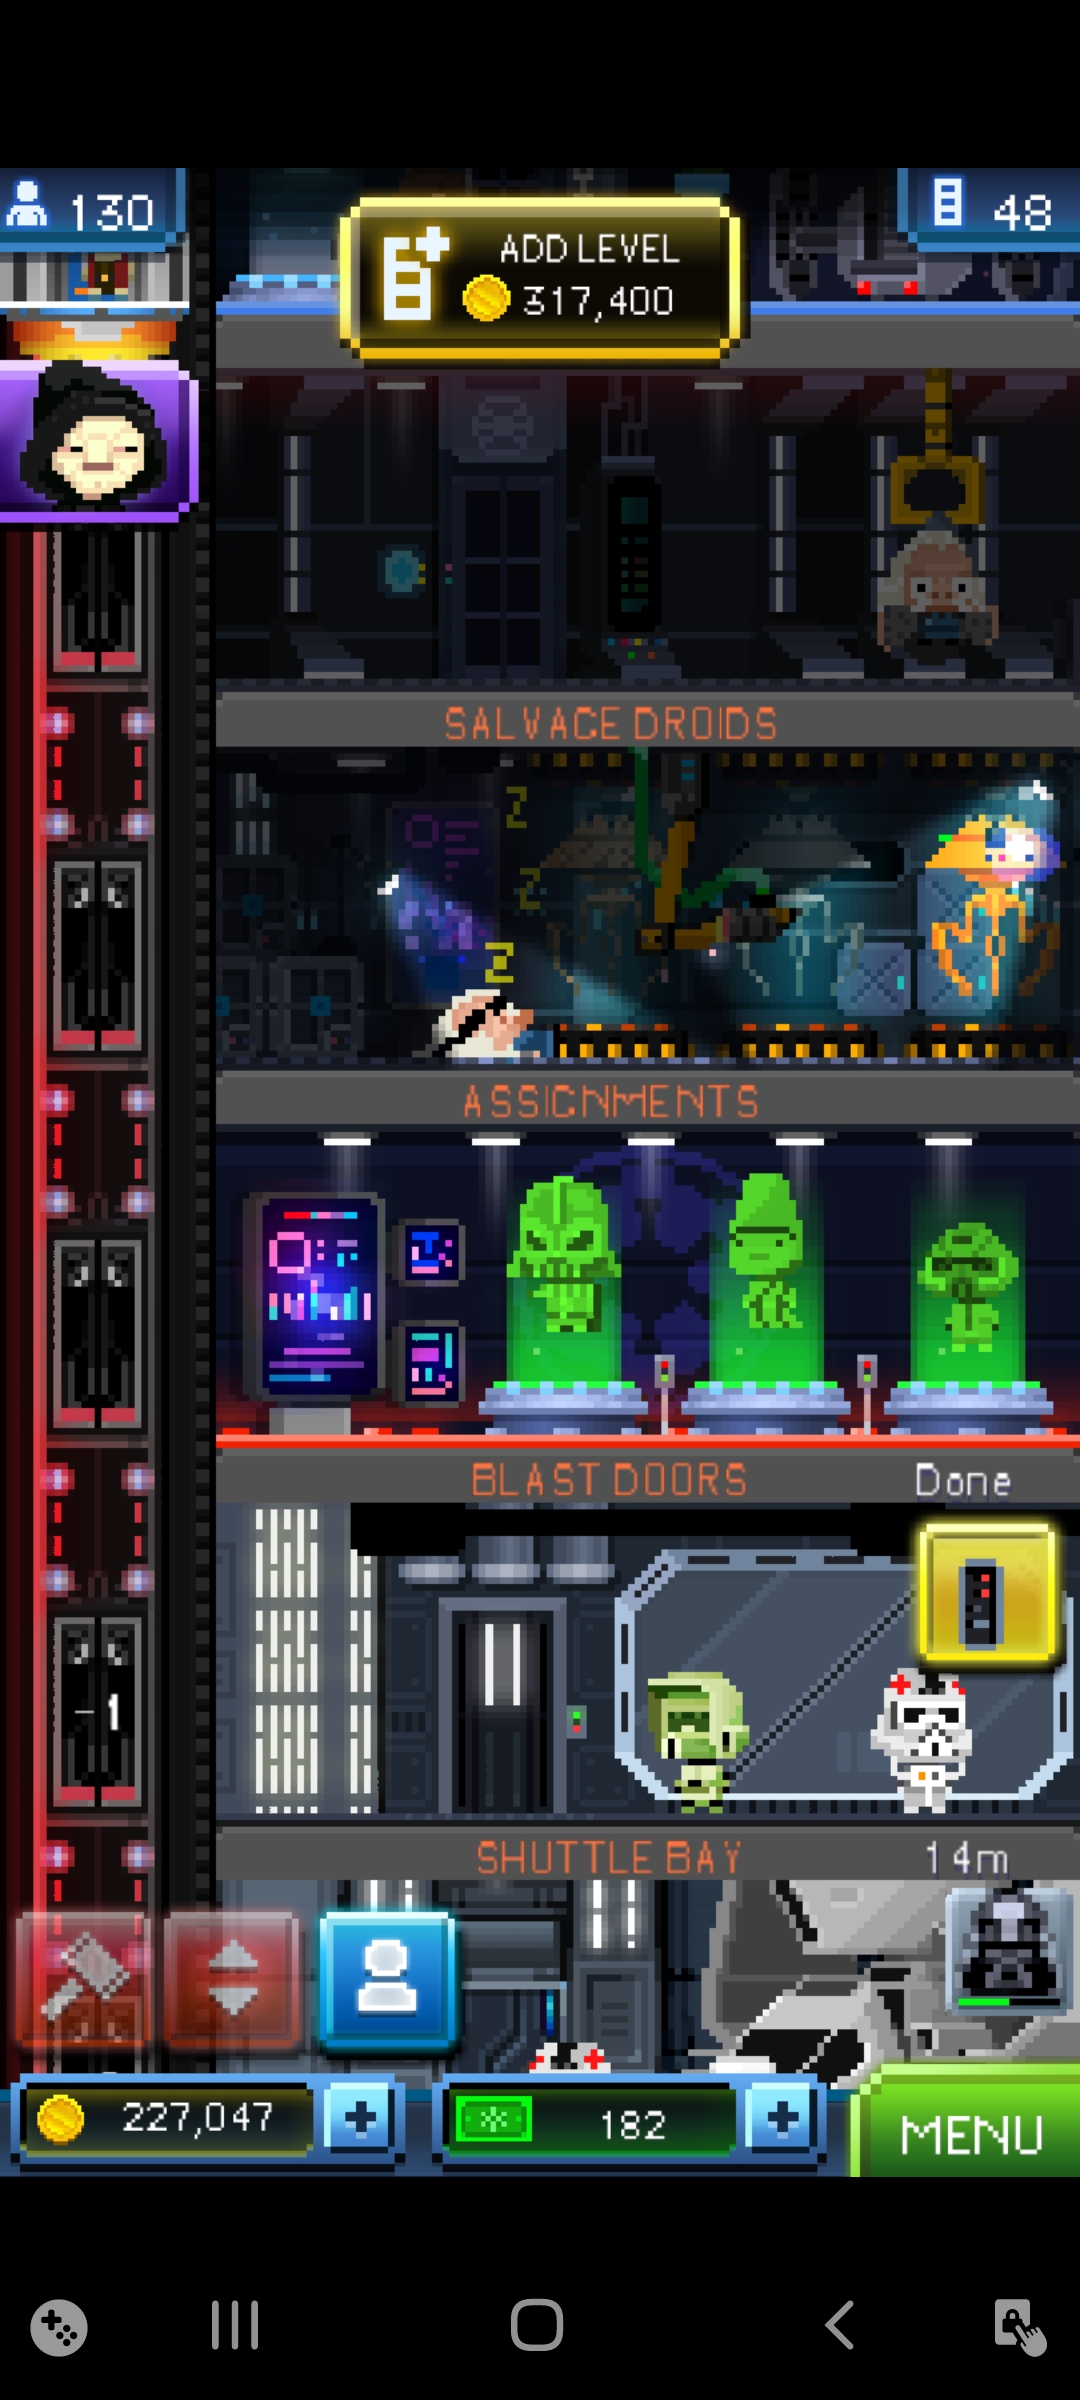 130
ADD LEVEL
317,400
48
SALVAGE DROIDS
Z
Z
Z
ASSIGNMENTS
BLAST DOORS
Done
-1
SHUTTLE BAY
14m
227,047
182
MENU